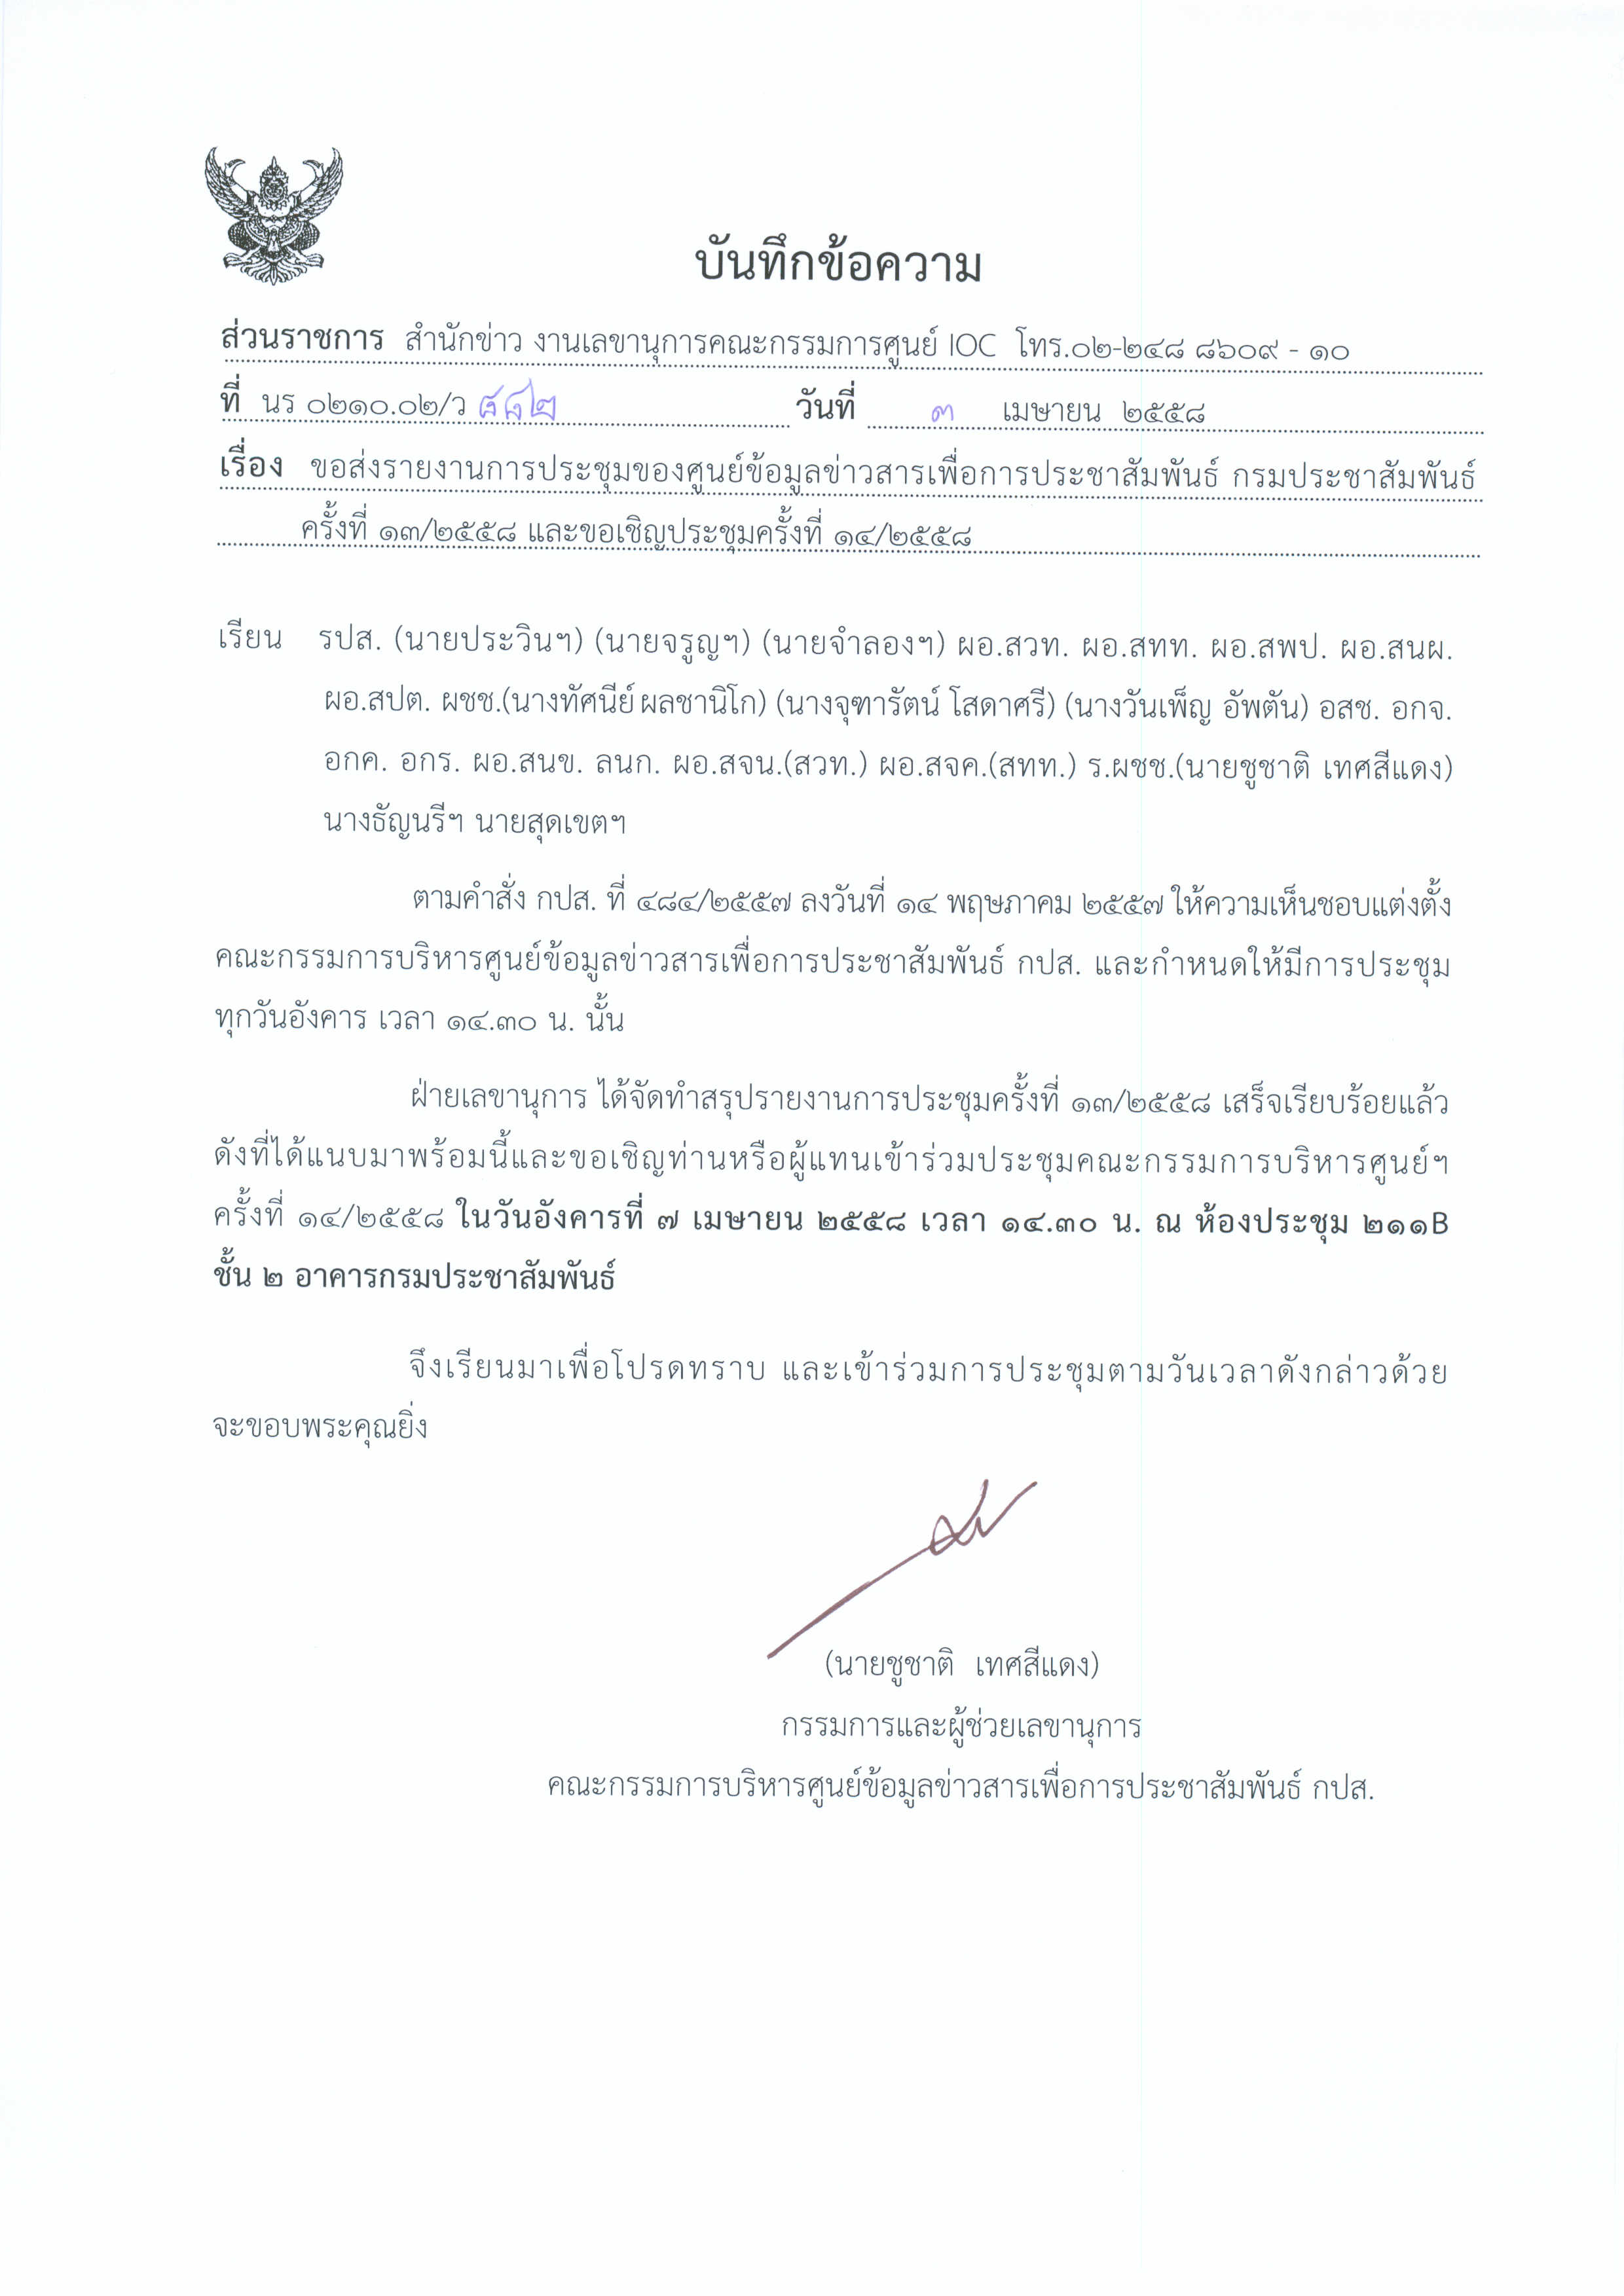 บันทึกข้อความ
ส่วนราชการ สำนักข่าว งานเลขานุการคณะกรรมการศูนย์ IOC โทร.๐๒-๒๔๘ ๘๖๐๙ - ๑๐
ที่ นร ๐๒๑๐.๐๒/ว วันที่ ๓ เมษายน ๒๕๕๘
เรื่อง ขอส่งรายงานการประชุมของศูนย์ข้อมูลข่าวสารเพื่อการประชาสัมพันธ์ กรมประชาสัมพันธ์
ครั้งที่ ๑๓/๒๕๕๘ และขอเชิญประชุมครั้งที่ ๑๔/๒๕๕๘
เรียน รปส. (นายประวินฯ) (นายจรูญฯ) (นายจำลองฯ) ผอ.สวท. ผอ.สทท. ผอ.สพป. ผอ.สนผ.
ผอ.สปต. ผชช.(นางทัศนีย์ ผลชานิโก) (นางจุฑารัตน์ โสดาศรี) (นางวันเพ็ญ อัพตัน) อสช. อกจ.
อกค. อกร. ผอ.สนข. ลนก. ผอ.สจน.(สวท.) ผอ.สจค.(สทท.) ร.ผชช.(นายชูชาติ เทศสีแดง)
นางธัญนรีฯ นายสุดเขตฯ
ตามคำสั่ง กปส. ที่ ๔๘๔/๒๕๕๗ ลงวันที่ ๑๔ พฤษภาคม ๒๕๕๗ ให้ความเห็นชอบแต่งตั้ง
คณะกรรมการบริหารศูนย์ข้อมูลข่าวสารเพื่อการประชาสัมพันธ์ กปส. และกำหนดให้มีการประชุม
ทุกวันอังคาร เวลา ๑๔.๓๐ น. นั้น
ฝ่ายเลขานุการ ได้จัดทำสรุปรายงานการประชุมครั้งที่ ๑๓/๒๕๕๘ เสร็จเรียบร้อยแล้ว
ดังที่ได้แนบมาพร้อมนี้และขอเชิญท่านหรือผู้แทนเข้าร่วมประชุมคณะกรรมการบริหารศูนย์ฯ
ครั้งที่ ๑๔/๒๕๕๘ ในวันอังคารที่ ๗ เมษายน ๒๕๕๘ เวลา ๑๔.๓๐ น. ณ ห้องประชุม ๒๑๑B
ชั้น ๒ อาคารกรมประชาสัมพันธ์
จึงเรียนมาเพื่อโปรดทราบ และเข้าร่วมการประชุมตามวันเวลาดังกล่าวด้วย
จะขอบพระคุณยิ่ง
(นายชูชาติ เทศสีแดง)
กรรมการและผู้ช่วยเลขานุการ
คณะกรรมการบริหารศูนย์ข้อมูลข่าวสารเพื่อการประชาสัมพันธ์ กปส.